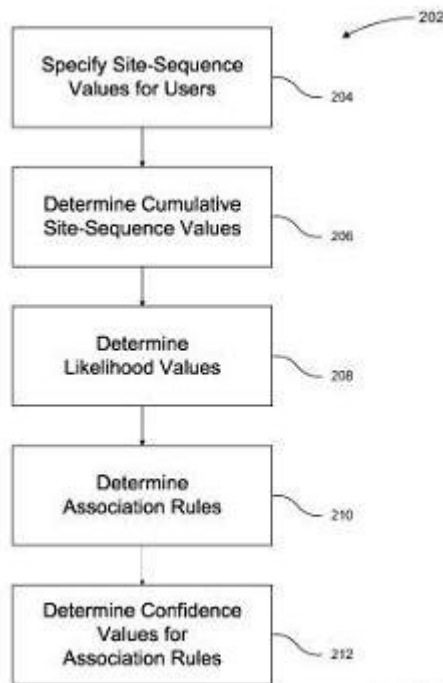 202
Specify Site-Sequence
Values for Users
204
Determine Cumulative
Site-Sequence Values
206
Determine
Likelihood Values
208
Determine
Association Rules
210
Determine Confidence
Values for
Association Rules
212